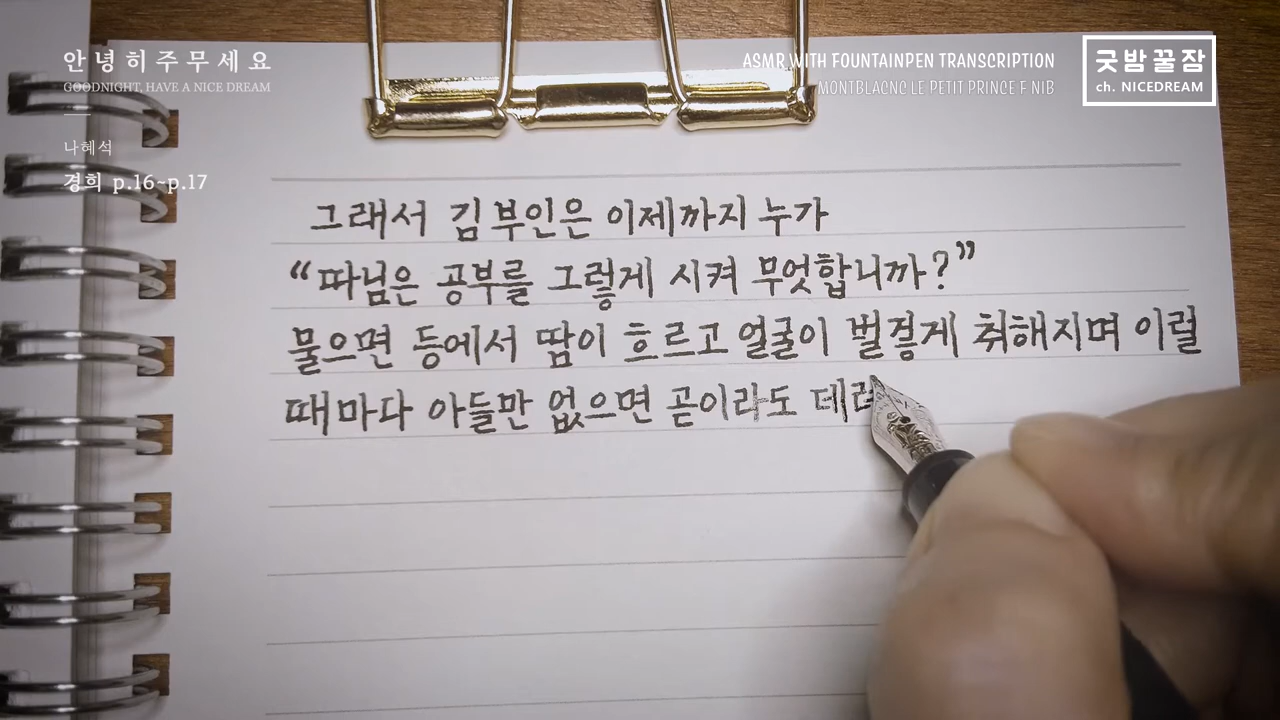 안녕히주무세요
GOODNIGHT, HAVE A NICE DREAM
나혜석
경희 p.16~p.17
ASMR WITH FOUNTAINPEN TRANSCRIPTION
MONTBLACNC LE PETIT PRINCE F NIB
굿밤꿀잠
ch. NICEDREAM
그래서 김부인은 이제까지 누가
“따님은 공부를 그렇게 시켜 무엇합니까?”
물으면 등에서 땀이 흐르고 얼굴이 벌겋게 취해지며 이럴
때마다 아들만 없으면 곧이라도 데려